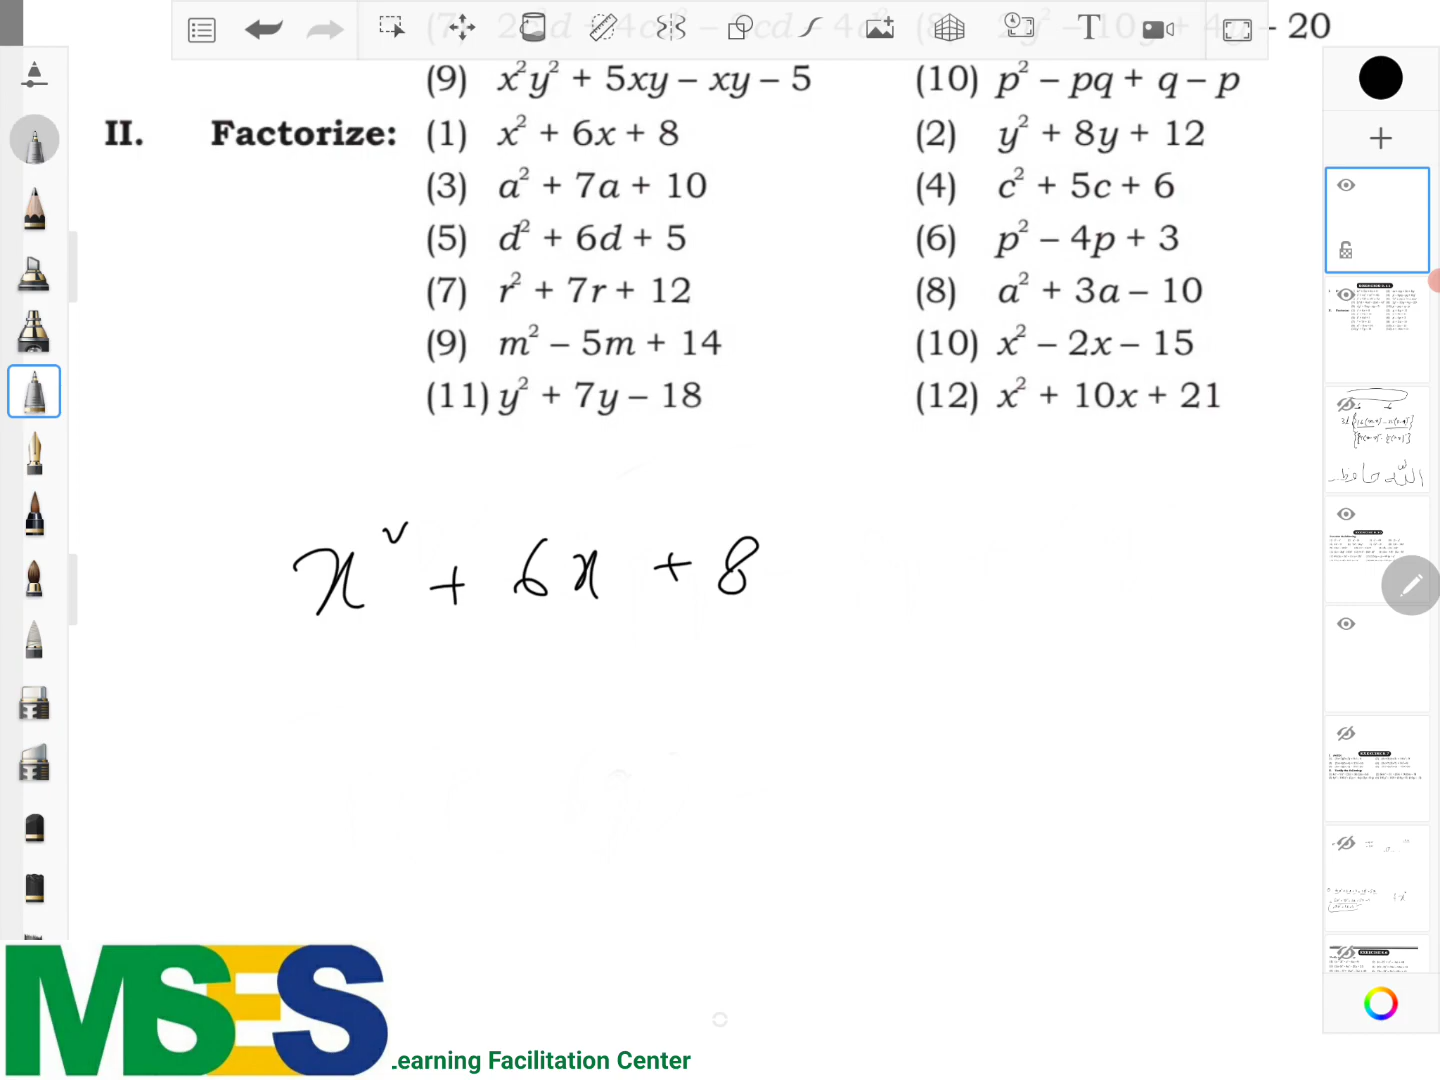 - 20
(9) x²y² + 5xy – xy – 5 (10) p² – pq + q – p
II. Factorize: (1) x² + 6x + 8 (2) y² + 8y + 12
(3) a² + 7a + 10 (4) c² + 5c + 6
(5) d² + 6d + 5 (6) p² – 4p + 3
(7) r² + 7r + 12 (8) a² + 3a – 10
(9) m² – 5m + 14 (10) x² – 2x – 15
(11) y² + 7y – 18 (12) x² + 10x + 21
x² + 6x + 8
MSES
earning Facilitation Center